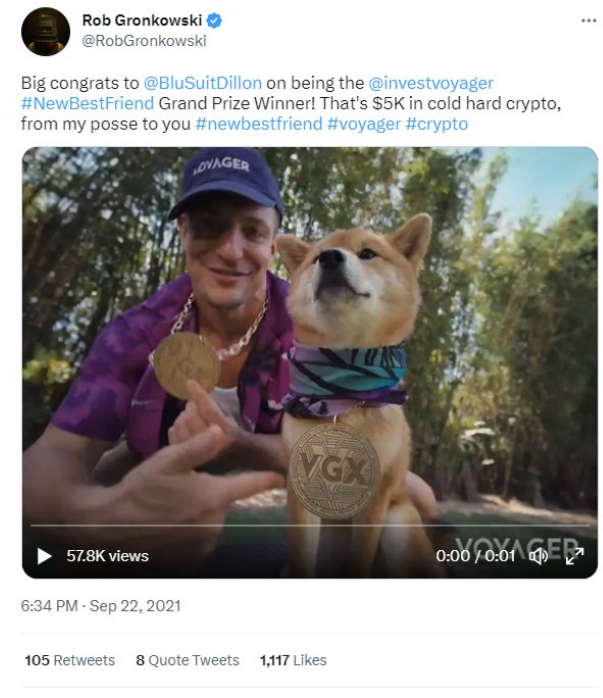 Rob Gronkowski
@RobGronkowski
Big congrats to @BluSuitDillon on being the @investvoyager
#NewBestFriend Grand Prize Winner! That's $5K in cold hard crypto,
from my posse to you #newbestfriend #voyager #crypto
VOYAGER
VGX
VOYAGER
57.8K views
0:00 / 0:01
6:34 PM · Sep 22, 2021
105 Retweets 8 Quote Tweets 1,117 Likes